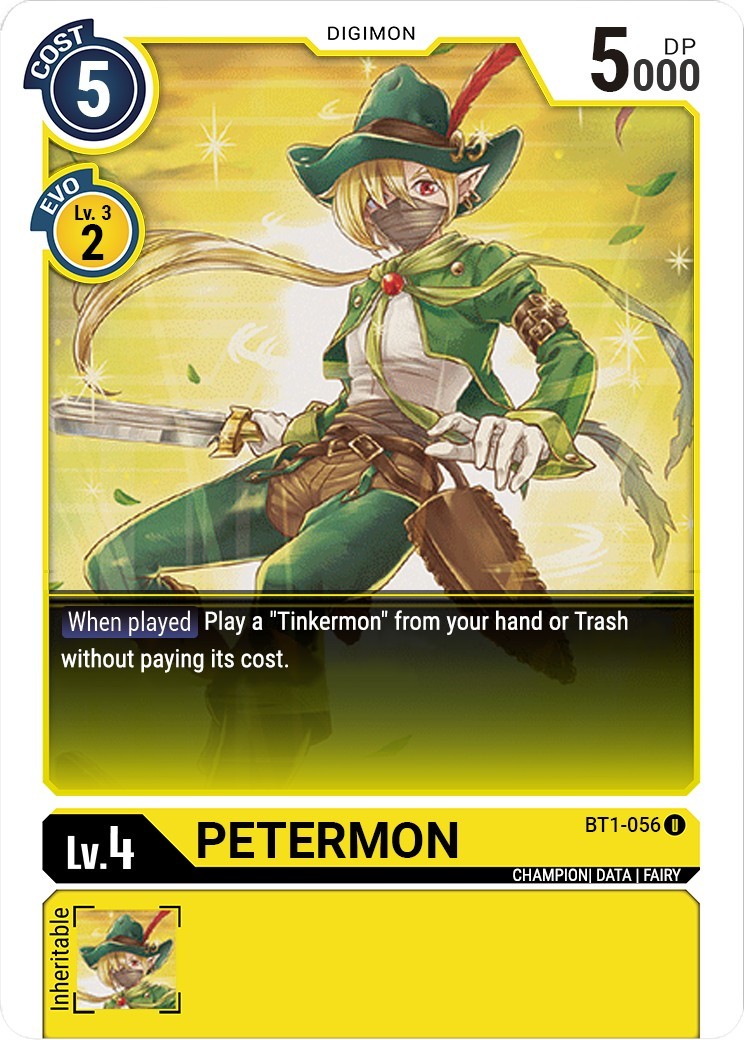 COST
5
DIGIMON
5000
DP
EVO
Lv. 3
2
When played Play a "Tinkermon" from your hand or Trash
without paying its cost.
Lv.4
PETERMON
BT1-056 U
CHAMPION| DATA | FAIRY
Inheritable